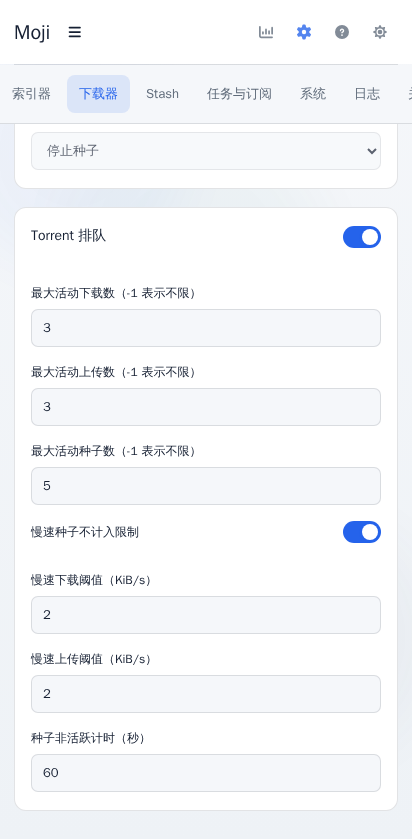 Moji
索引器 下载器 Stash 任务与订阅 系统 日志
停止种子
Torrent 排队
最大活动下载数（-1 表示不限）
3
最大活动上传数（-1 表示不限）
3
最大活动种子数（-1 表示不限）
5
慢速种子不计入限制
慢速下载阈值（KiB/s）
2
慢速上传阈值（KiB/s）
2
种子非活跃计时（秒）
60